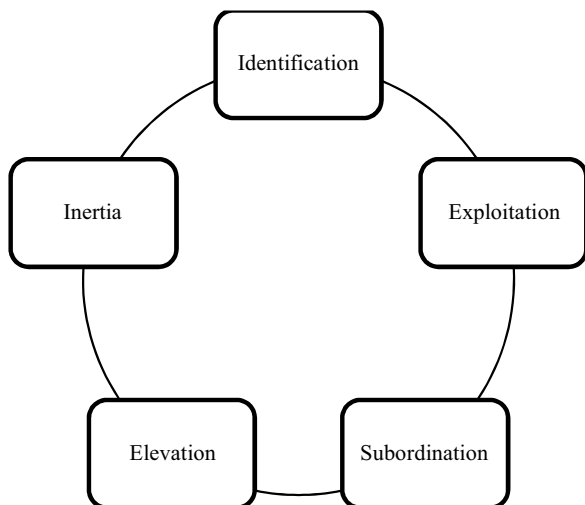 Identification
Exploitation
Subordination
Elevation
Inertia